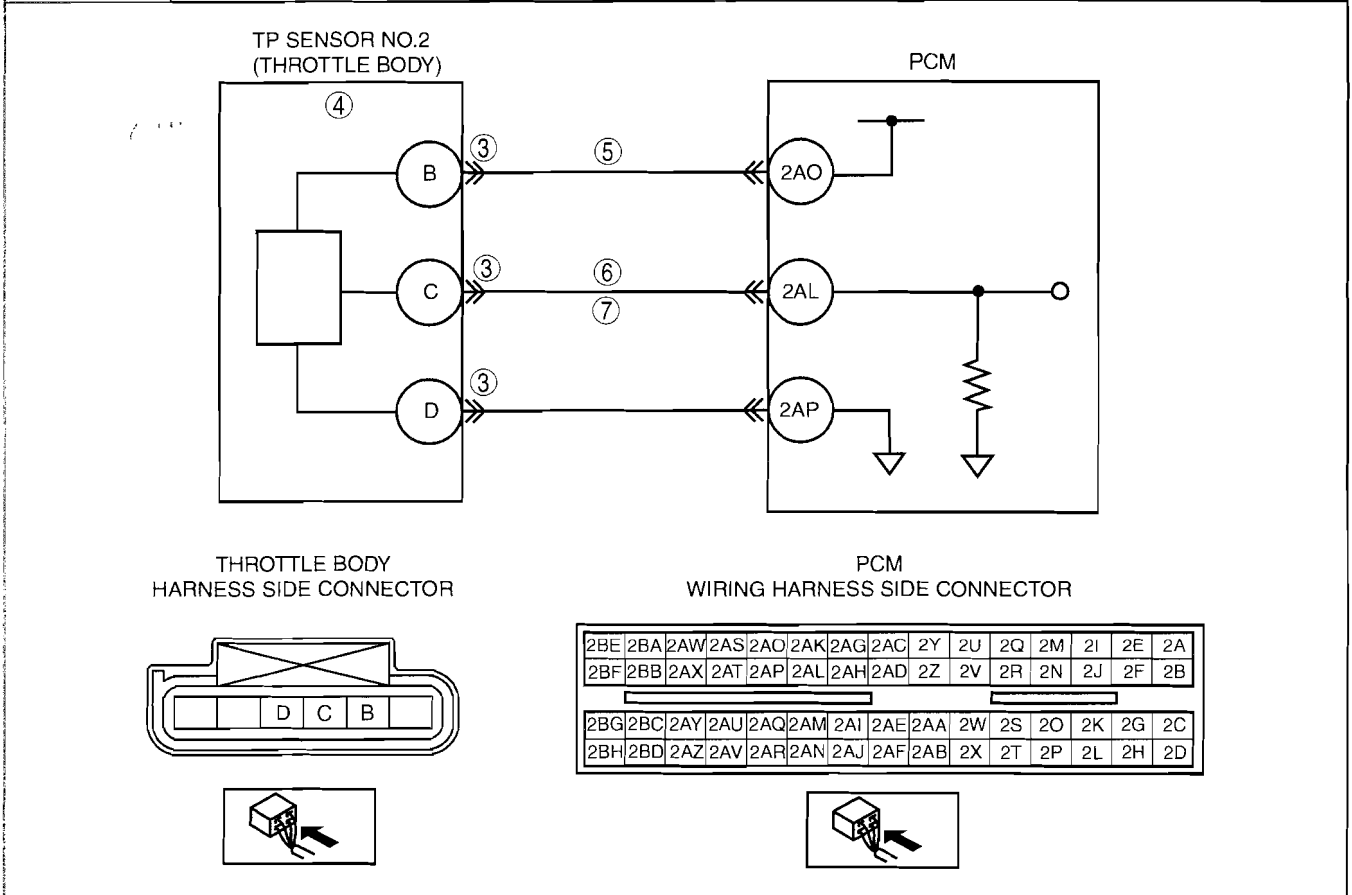 TP SENSOR NO.2
(THROTTLE BODY)
PCM
④
B
③
⑤
2AO
C
③
⑥
⑦
2AL
D
③
2AP
THROTTLE BODY
HARNESS SIDE CONNECTOR
PCM
WIRING HARNESS SIDE CONNECTOR
D C B
2BE 2BA 2AW 2AS 2AO 2AK 2AG 2AC 2Y 2U 2Q 2M 2I 2E 2A
2BF 2BB 2AX 2AT 2AP 2AL 2AH 2AD 2Z 2V 2R 2N 2J 2F 2B
2BG 2BC 2AY 2AU 2AQ 2AM 2AI 2AE 2AA 2W 2S 2O 2K 2G 2C
2BH 2BD 2AZ 2AV 2AR 2AN 2AJ 2AF 2AB 2X 2T 2P 2L 2H 2D